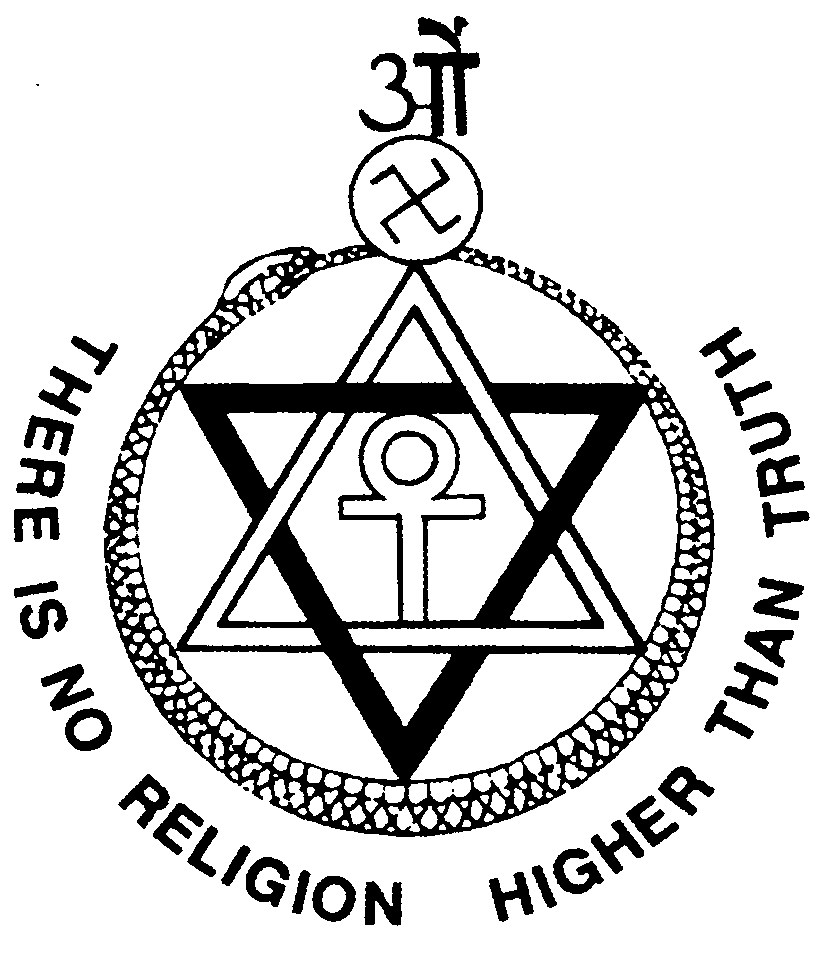 ओं
THERE IS NO RELIGION HIGHER THAN TRUTH